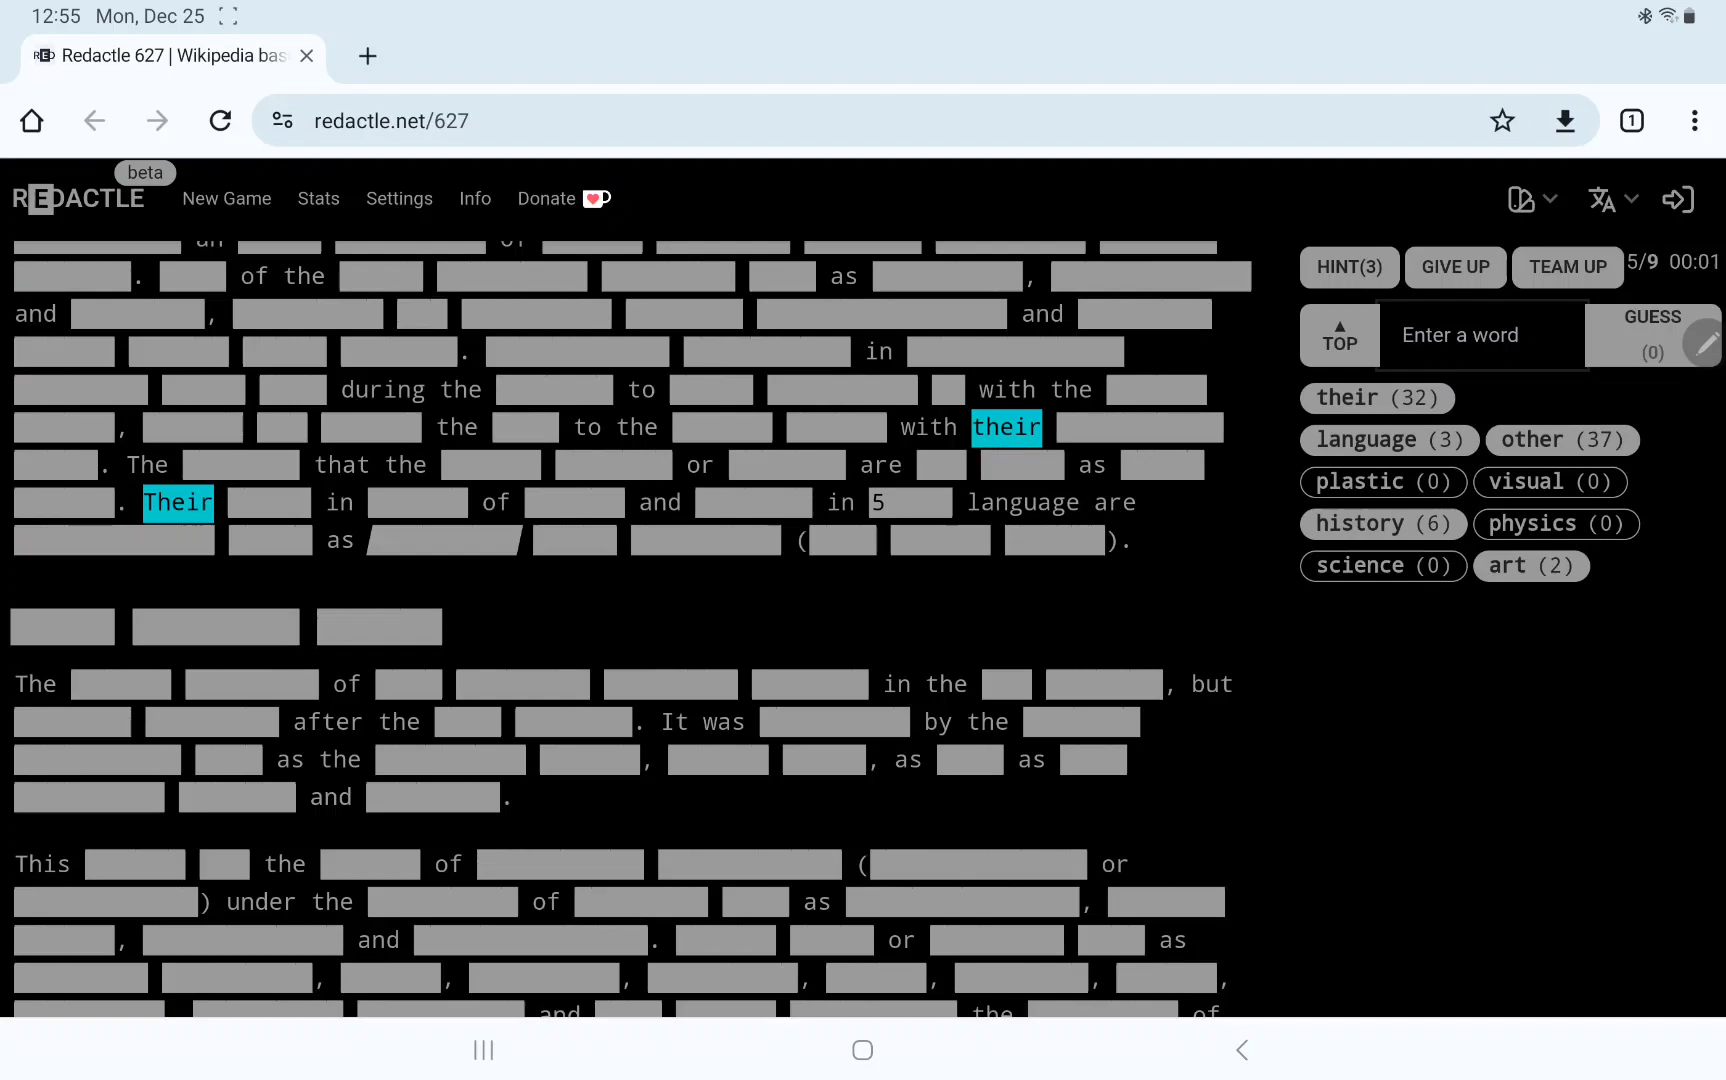 12:55 Mon, Dec 25
Redactle 627 | Wikipedia bas
redactle.net/627
beta
REDACTLE New Game Stats Settings Info Donate
an of
. of the as ,
and , and
. in
during the to with the
, the to the with their
. The that the or are as
. Their in of and in 5 language are
as ( ).
The of in the , but
after the . It was by the
as the , , as as
and .
This the of ( or
) under the of as ,
, and . or as
, , , , , , ,
and the of
HINT(3) GIVE UP TEAM UP 5/9 00:01
▲ TOP Enter a word GUESS (0)
their (32)
language (3) other (37)
plastic (0) visual (0)
history (6) physics (0)
science (0) art (2)